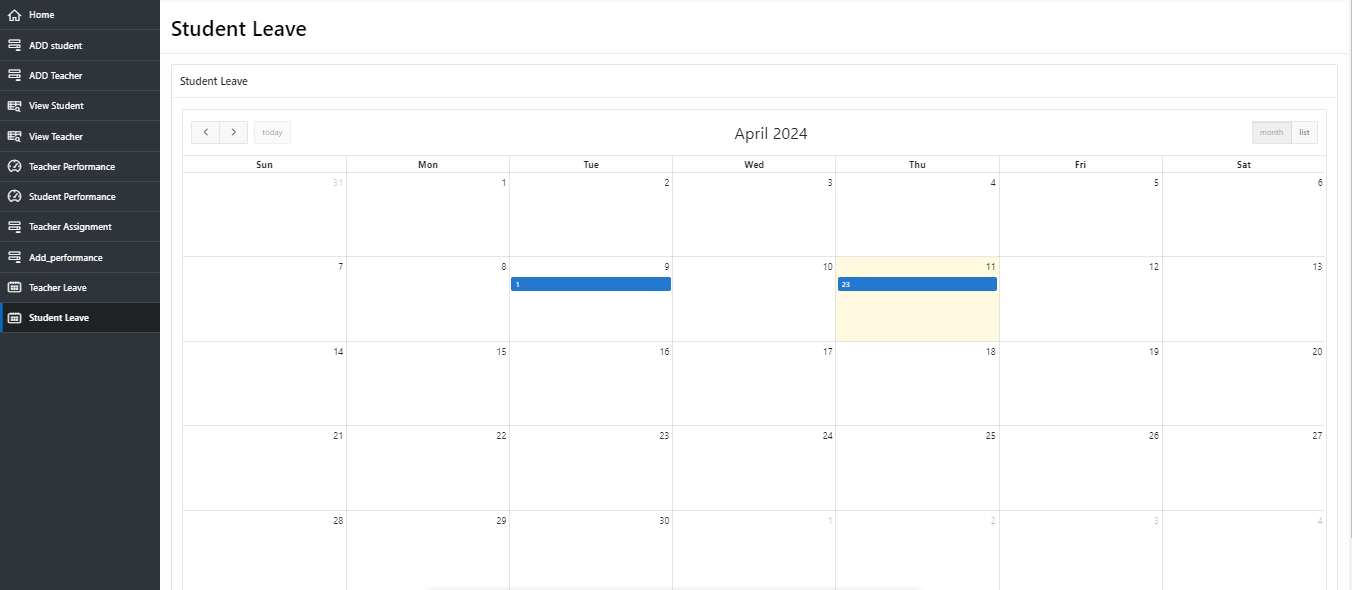 Home
ADD student
ADD Teacher
View Student
View Teacher
Teacher Performance
Student Performance
Teacher Assignment
Add_performance
Teacher Leave
Student Leave
Student Leave
Student Leave
today
April 2024
month list
Sun Mon Tue Wed Thu Fri Sat
31 1 2 3 4 5 6
7 8 9 10 11 12 13
1 23
14 15 16 17 18 19 20
21 22 23 24 25 26 27
28 29 30 1 2 3 4